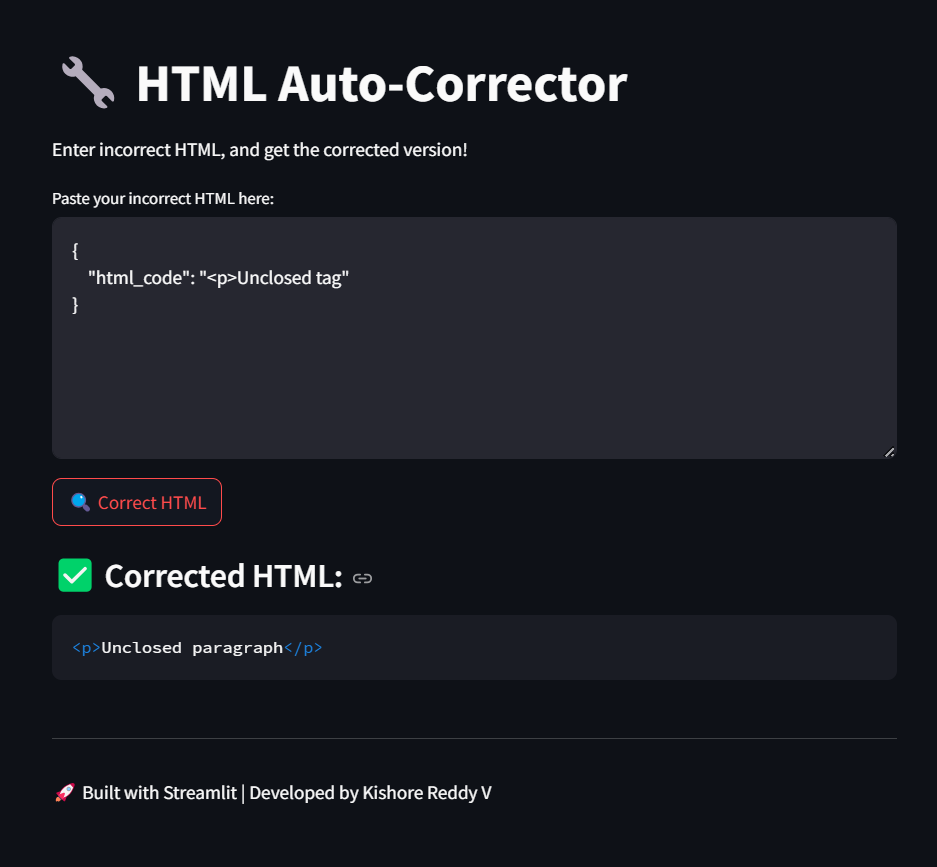 HTML Auto-Corrector
Enter incorrect HTML, and get the corrected version!
Paste your incorrect HTML here:
{
    "html_code": "<p>Unclosed tag"
}
Correct HTML
Corrected HTML:
<p>Unclosed paragraph</p>
Built with Streamlit | Developed by Kishore Reddy V